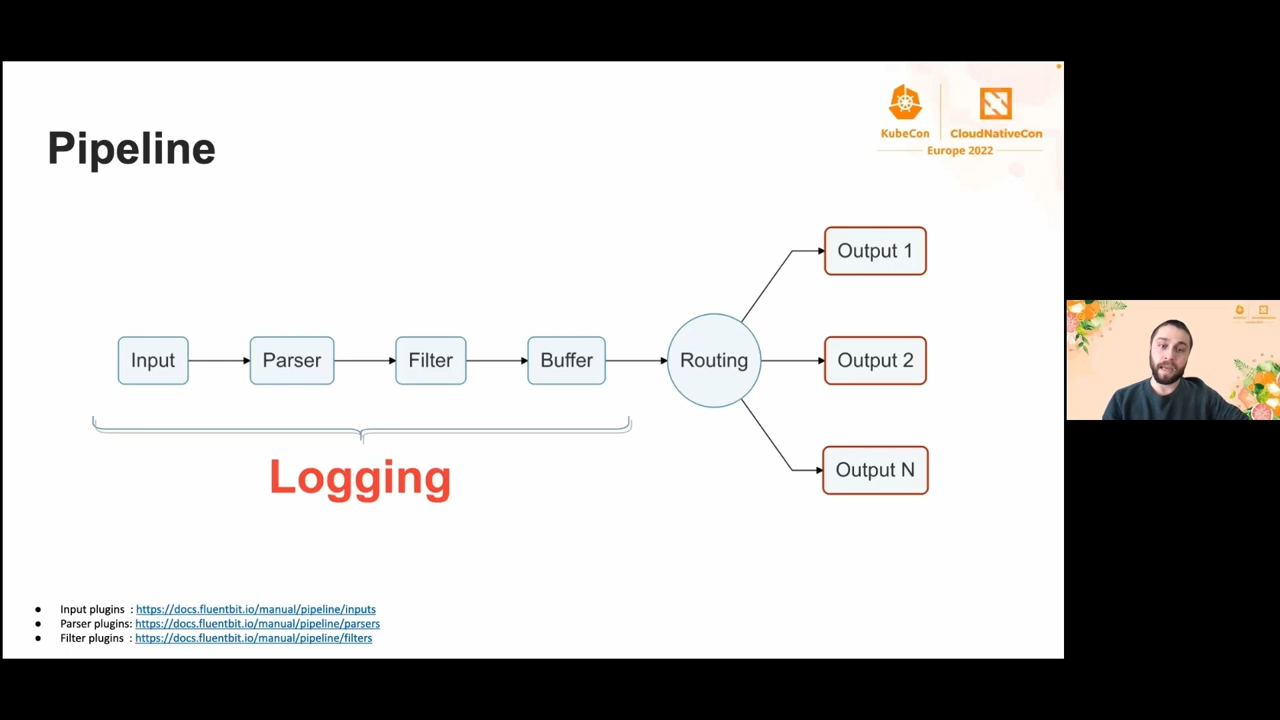 Pipeline
KubeCon
CloudNativeCon
Europe 2022
Output 1
Input
Parser
Filter
Buffer
Routing
Output 2
Output N
Logging
● Input plugins : https://docs.fluentbit.io/manual/pipeline/inputs
● Parser plugins: https://docs.fluentbit.io/manual/pipeline/parsers
● Filter plugins : https://docs.fluentbit.io/manual/pipeline/filters